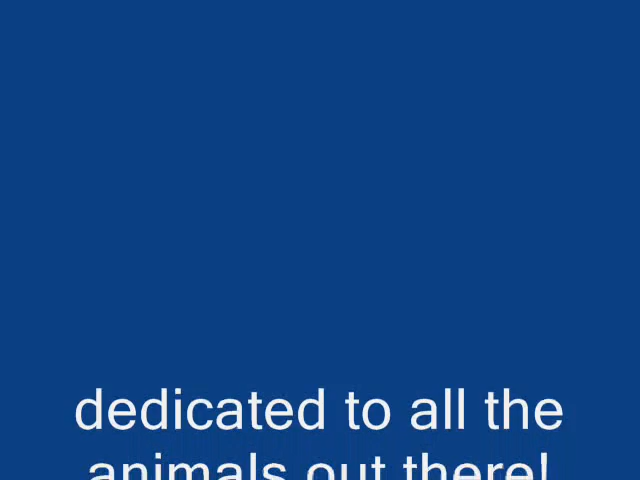 dedicated to all the
animals out there!